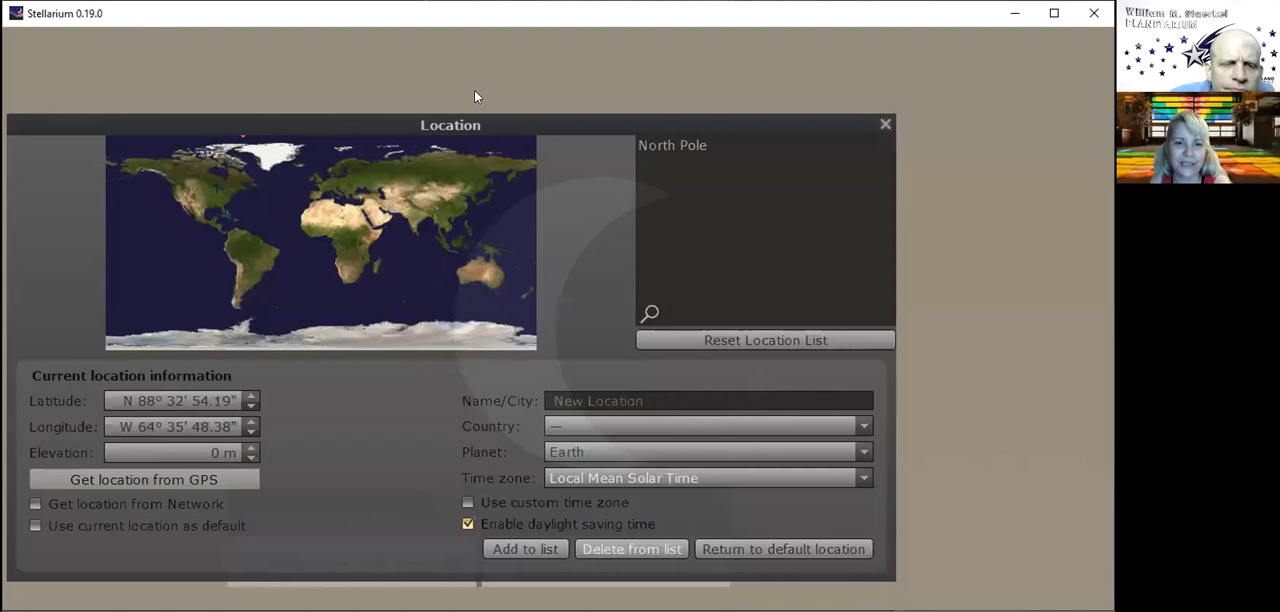 Stellarium 0.19.0
William M. Staerkel
PLANETARIUM
Location
North Pole
Reset Location List
Current location information
Latitude: N 88º 32' 54.19"
Longitude: W 64º 35' 48.38"
Elevation: 0 m
Get location from GPS
Get location from Network
Use current location as default
Name/City: New Location
Country: —
Planet: Earth
Time zone: Local Mean Solar Time
Use custom time zone
Enable daylight saving time
Add to list Delete from list Return to default location